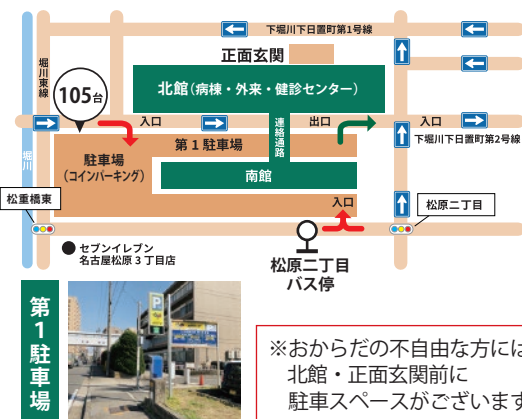 下堀川下日置町第1号線
堀川東線
正面玄関
105台
北館(病棟・外来・健診センター)
入口
連絡通路
出口
入口
下堀川下日置町第2号線
堀川
駐車場
(コインパーキング)
第1駐車場
南館
松重橋東
入口
松原二丁目
セブンイレブン
名古屋松原3丁目店
松原二丁目
バス停
第1駐車場
P
※おからだの不自由な方には
北館・正面玄関前に
駐車スペースがございます